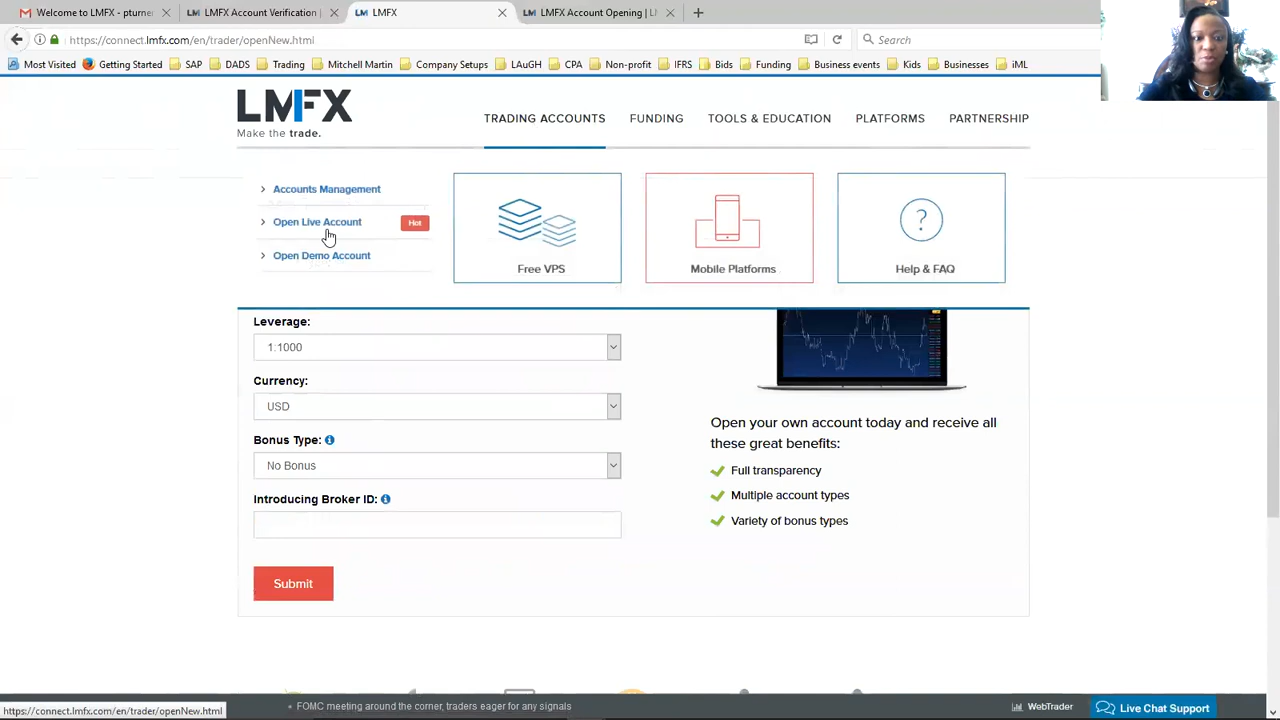 Welcome to LMFX - pturner
LMFX Account Verification
LMFX
LMFX Account Opening | LM
https://connect.lmfx.com/en/trader/openNew.html
Search
Most Visited
Getting Started
SAP
DADS
Trading
Mitchell Martin
Company Setups
LAuGH
CPA
Non-profit
IFRS
Bids
Funding
Business events
Kids
Businesses
iML
LMFX
Make the trade.
TRADING ACCOUNTS
FUNDING
TOOLS & EDUCATION
PLATFORMS
PARTNERSHIP
Accounts Management
Open Live Account
Hot
Open Demo Account
Free VPS
Mobile Platforms
?
Help & FAQ
Leverage:
1:1000
Currency:
USD
Bonus Type:
No Bonus
Introducing Broker ID:
Submit
Open your own account today and receive all
these great benefits:
Full transparency
Multiple account types
Variety of bonus types
https://connect.lmfx.com/en/trader/openNew.html
FOMC meeting around the corner, traders eager for any signals
WebTrader
Live Chat Support